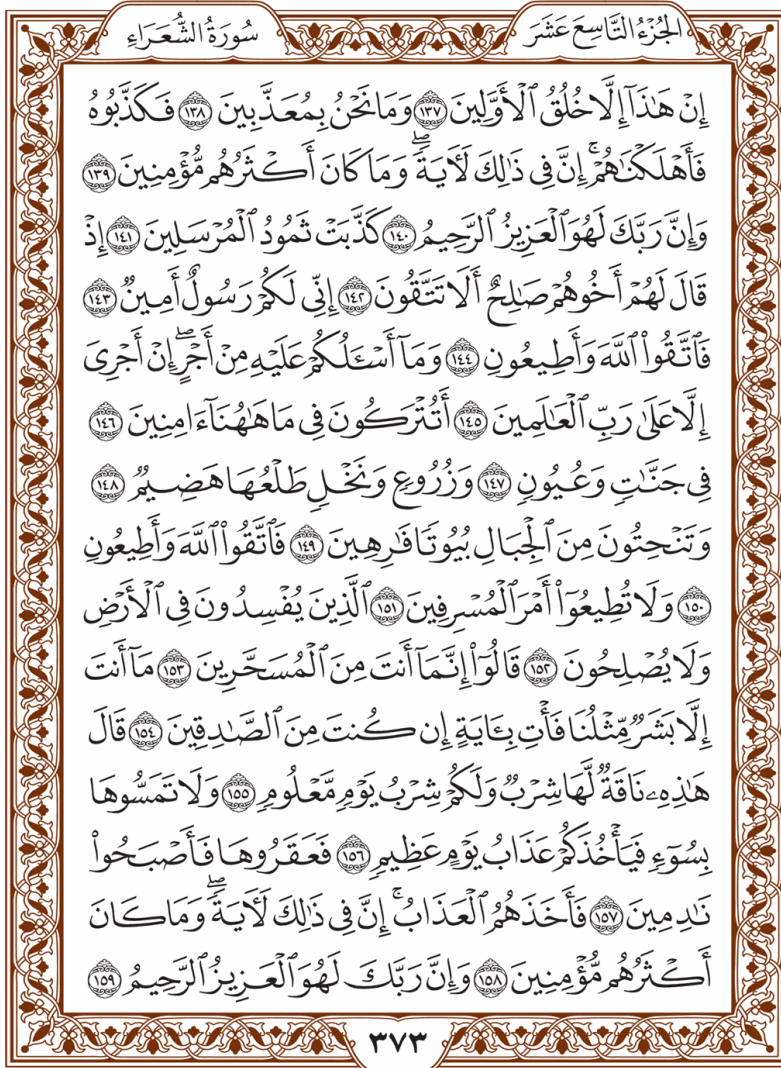 الجُزْءُ التَّاسِعَ عَشَرَ
سُورَةُ الشُّعَرَاءِ
إِنۡ هَٰذَآ إِلَّا خُلُقُ ٱلۡأَوَّلِينَ ١٣٧ وَمَا نَحۡنُ بِمُعَذَّبِينَ ١٣٨ فَكَذَّبُوهُ
فَأَهۡلَكۡنَٰهُمۡۚ إِنَّ فِي ذَٰلِكَ لَأٓيَةٗۖ وَمَا كَانَ أَكۡثَرُهُم مُّؤۡمِنِينَ ١٣٩
وَإِنَّ رَبَّكَ لَهُوَ ٱلۡعَزِيزُ ٱلرَّحِيمُ ١٤٠ كَذَّبَتۡ ثَمُودُ ٱلۡمُرۡسَلِينَ ١٤١ إِذۡ
قَالَ لَهُمۡ أَخُوهُمۡ صَٰلِحٌ أَلَا تَتَّقُونَ ١٤٢ إِنِّي لَكُمۡ رَسُولٌ أَمِينٞ ١٤٣
فَٱتَّقُواْ ٱللَّهَ وَأَطِيعُونِ ١٤٤ وَمَآ أَسۡـَٔلُكُمۡ عَلَيۡهِ مِنۡ أَجۡرٍۖ إِنۡ أَجۡرِيَ
إِلَّا عَلَىٰ رَبِّ ٱلۡعَٰلَمِينَ ١٤٥ أَتُتۡرَكُونَ فِي مَا هَٰهُنَآ ءَامِنِينَ ١٤٦
فِي جَنَّٰتٖ وَعُيُونٖ ١٤٧ وَزُرُوعٖ وَنَخۡلٖ طَلۡعُهَا هَضِيمٞ ١٤٨
وَتَنۡحِتُونَ مِنَ ٱلۡجِبَالِ بُيُوتٗا فَٰرِهِينَ ١٤٩ فَٱتَّقُواْ ٱللَّهَ وَأَطِيعُونِ
١٥٠ وَلَا تُطِيعُوٓاْ أَمۡرَ ٱلۡمُسۡرِفِينَ ١٥١ ٱلَّذِينَ يُفۡسِدُونَ فِي ٱلۡأَرۡضِ
وَلَا يُصۡلِحُونَ ١٥٢ قَالُوٓاْ إِنَّمَآ أَنتَ مِنَ ٱلۡمُسَحَّرِينَ ١٥٣ مَآ أَنتَ
إِلَّا بَشَرٞ مِّثۡلُنَا فَأۡتِ بِـَٔايَةٍ إِن كُنتَ مِنَ ٱلصَّٰدِقِينَ ١٥٤ قَالَ
هَٰذِهِۦ نَاقَةٞ لَّهَا شِرۡبٞ وَلَكُمۡ شِرۡبُ يَوۡمٖ مَّعۡلُومٖ ١٥٥ وَلَا تَمَسُّوهَا
بِسُوٓءٖ فَيَأۡخُذَكُمۡ عَذَابُ يَوۡمٍ عَظِيمٖ ١٥٦ فَعَقَرُوهَا فَأَصۡبَحُواْ
نَٰدِمِينَ ١٥٧ فَأَخَذَهُمُ ٱلۡعَذَابُۚ إِنَّ فِي ذَٰلِكَ لَأٓيَةٗۖ وَمَا كَانَ
أَكۡثَرُهُم مُّؤۡمِنِينَ ١٥٨ وَإِنَّ رَبَّكَ لَهُوَ ٱلۡعَزِيزُ ٱلرَّحِيمُ ١٥٩
٣٧٣